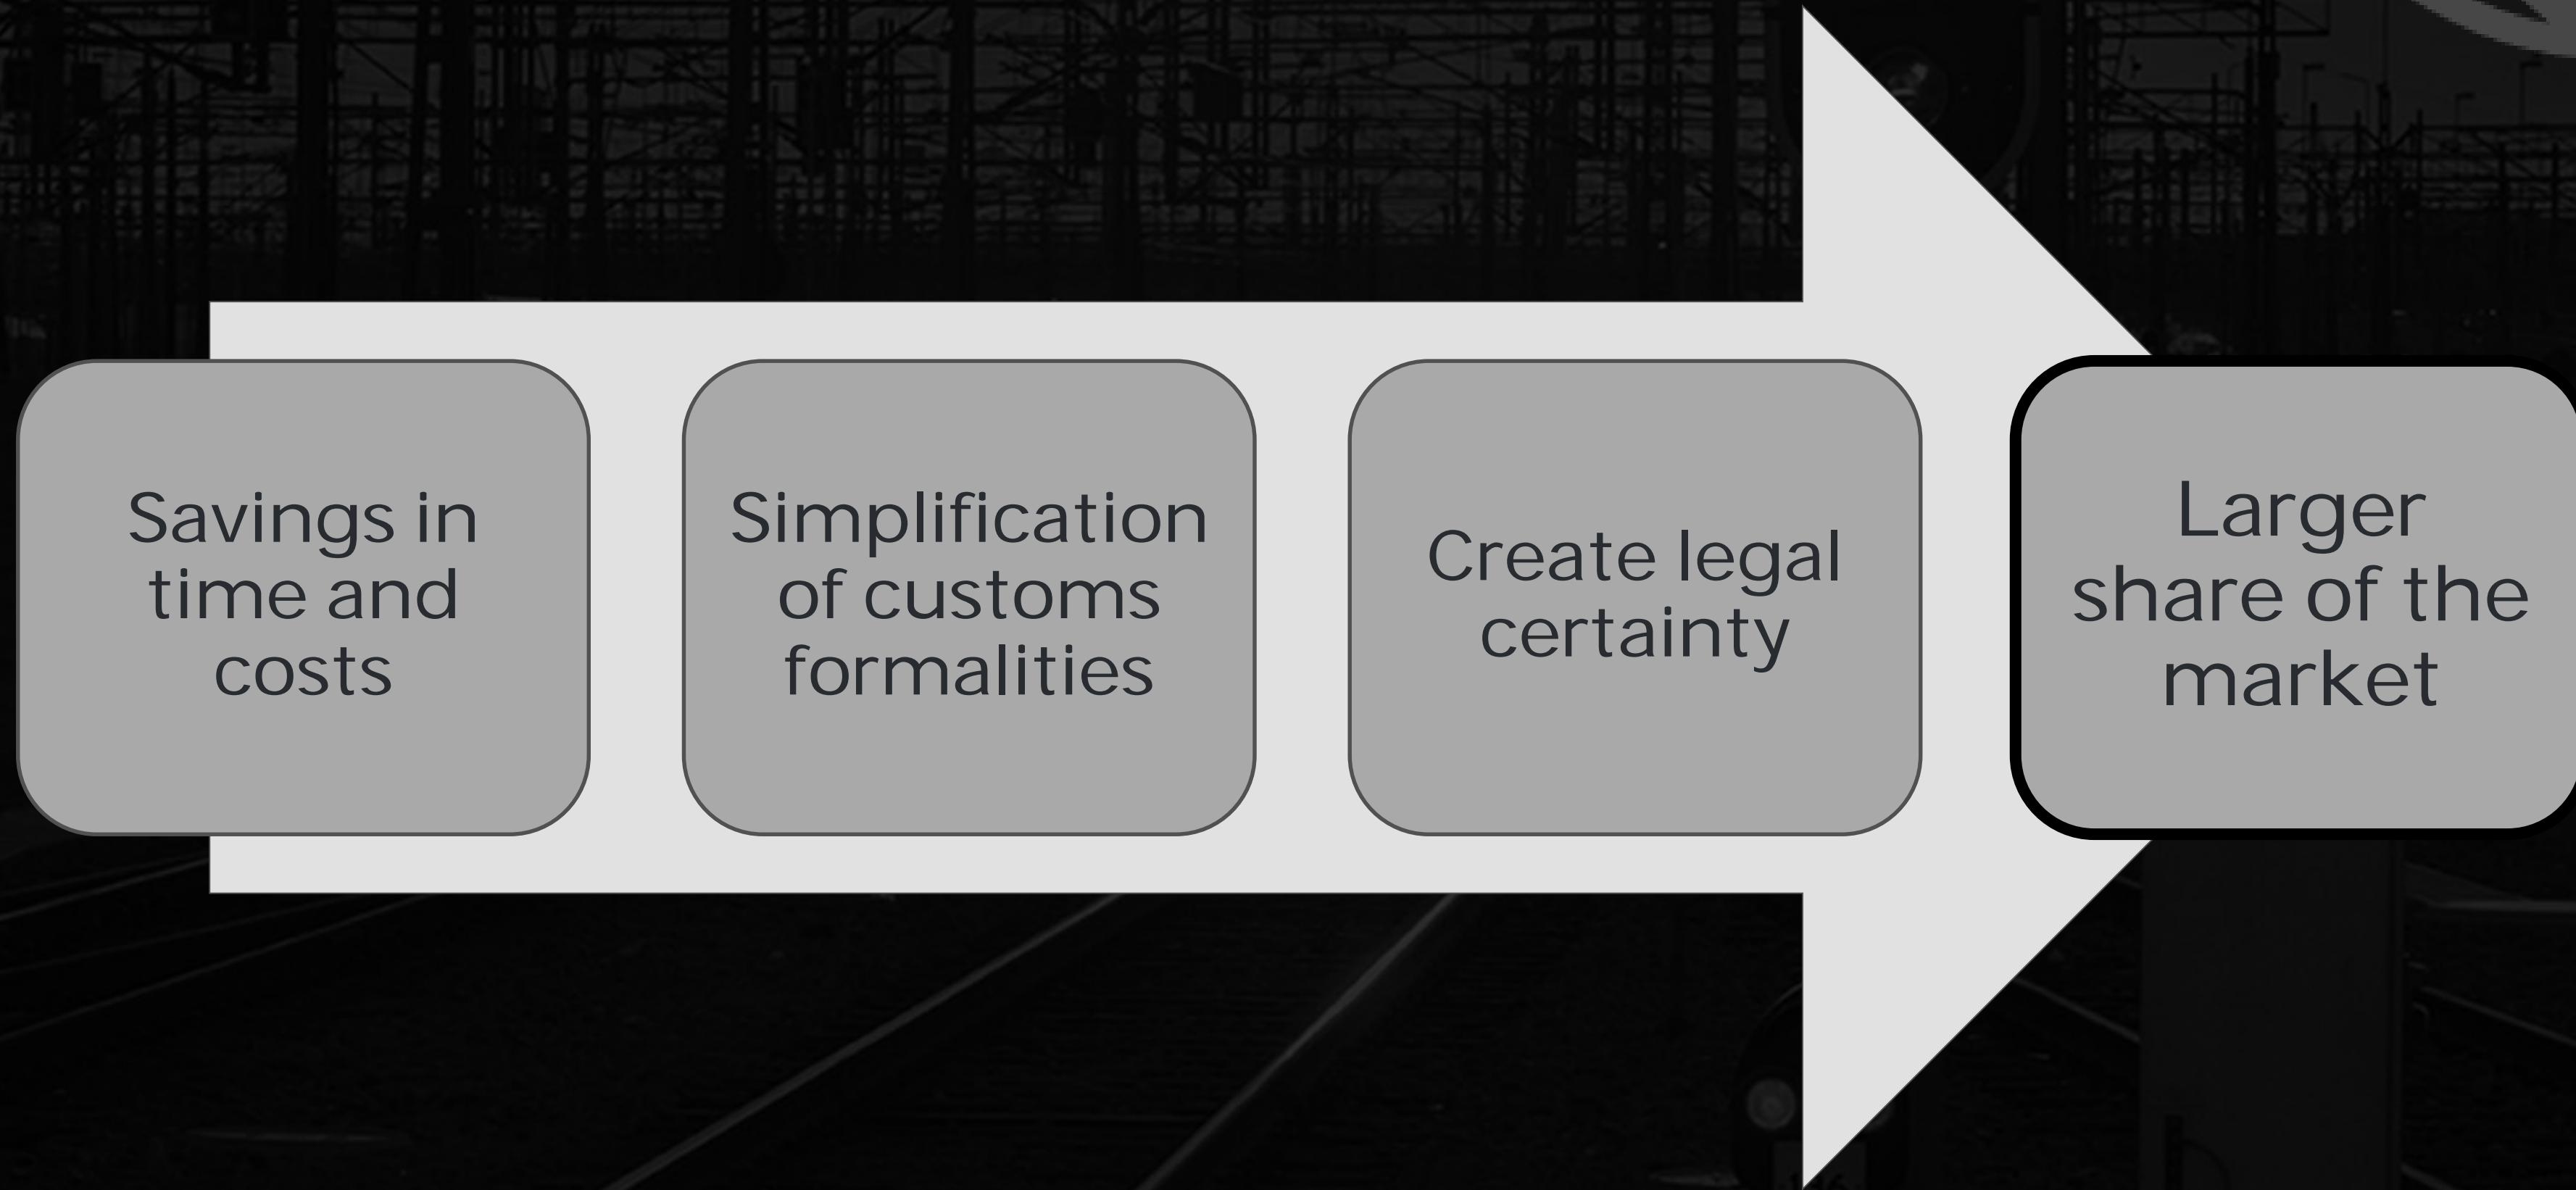 Savings in
time and
costs
Simplification
of customs
formalities
Create legal
certainty
Larger
share of the
market